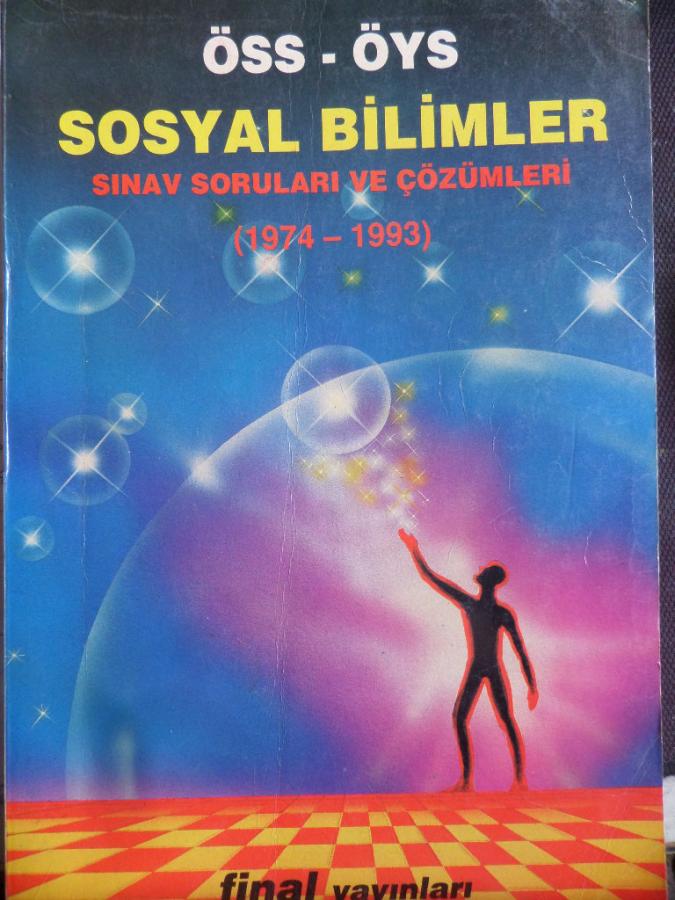 ÖSS - ÖYS
SOSYAL BİLİMLER
SINAV SORULARI VE ÇÖZÜMLERİ
(1974 – 1993)
final yayınları